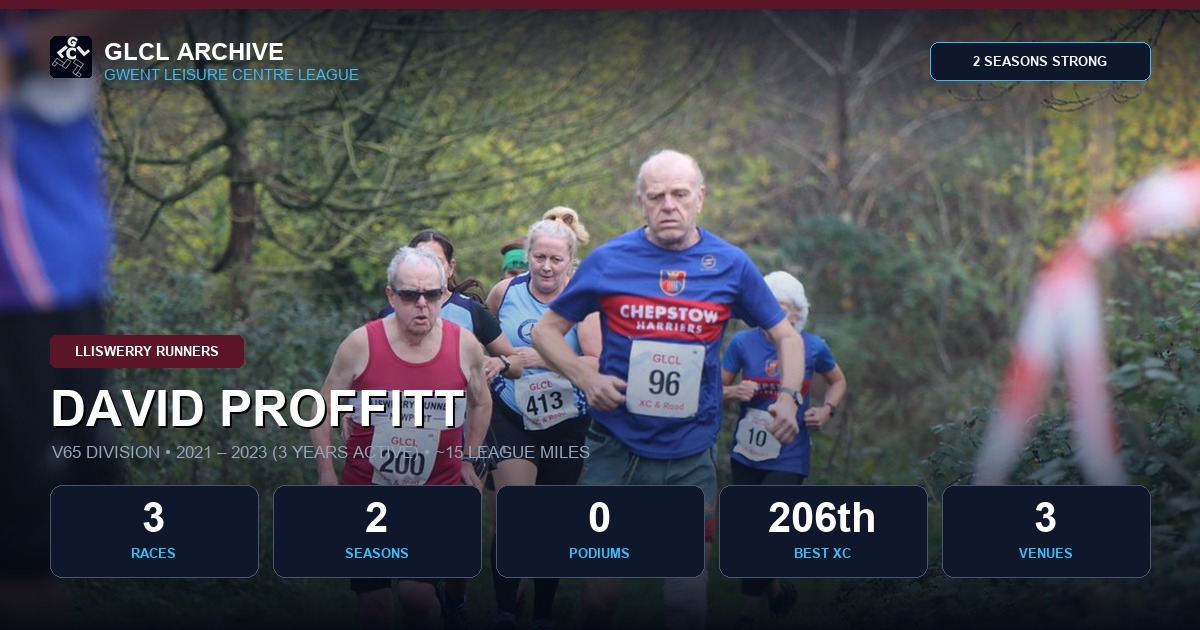 GLCL ARCHIVE
GWENT LEISURE CENTRE LEAGUE
2 SEASONS STRONG
CHEPSTOW
HARRIERS
GLCL
96
XC & Road
GLCL
413
10
LLISWERRY RUNNERS
DAVID PROFFITT
V65 DIVISION • 2021 – 2023 (3 YEARS ACTIVE) • ~15 LEAGUE MILES
GLCL
200
3
RACES
2
SEASONS
0
PODIUMS
206th
BEST XC
3
VENUES